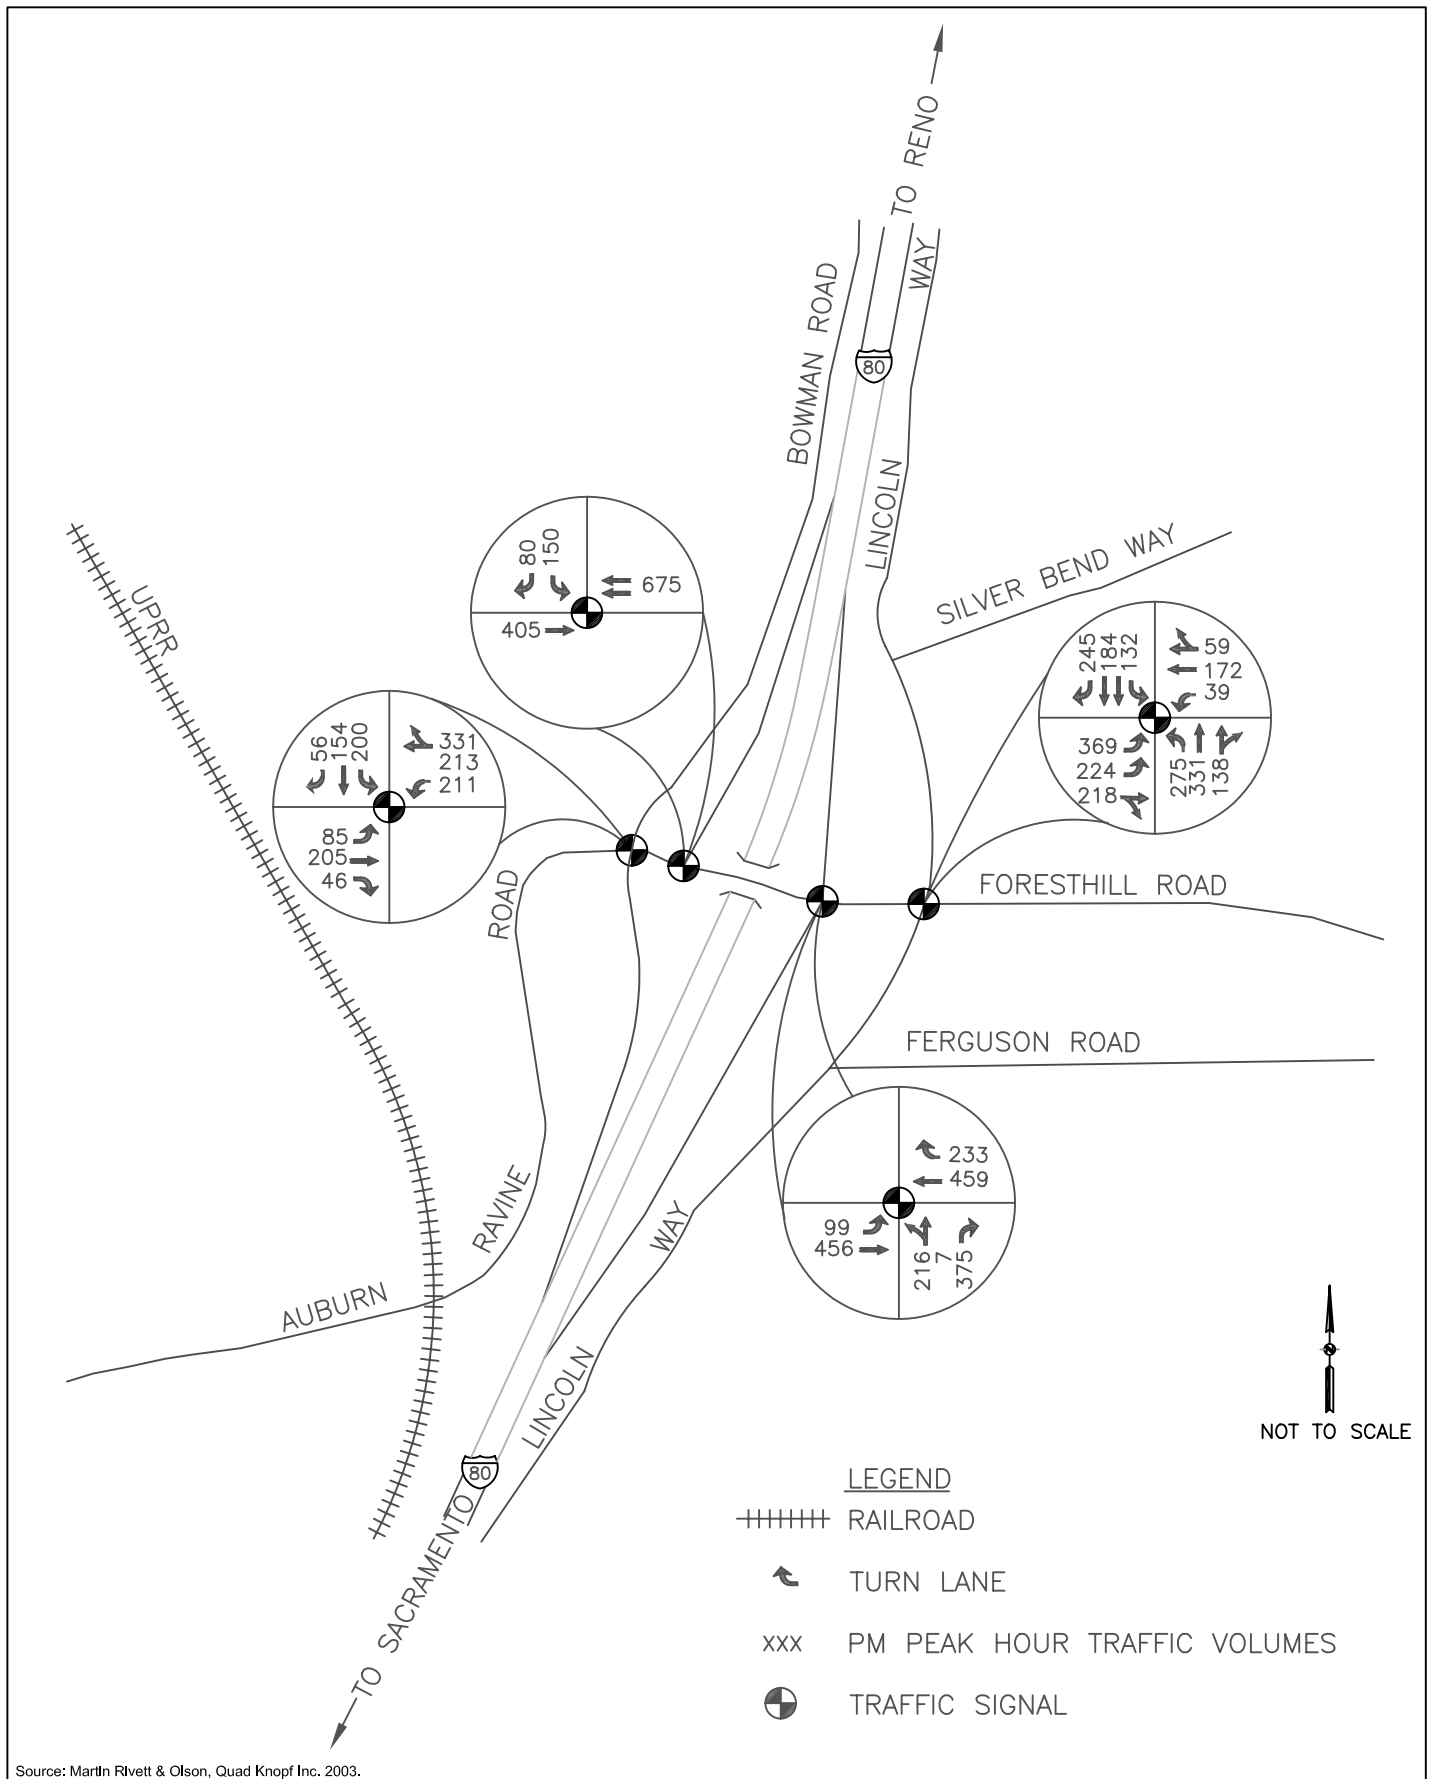 TO RENO
BOWMAN ROAD
WAY
80
LINCOLN
SILVER BEND WAY
UPRR
80
150
675
405
245
184
132
59
172
39
369
224
218
275
331
138
56
154
200
331
213
211
85
205
46
ROAD
FORESTHILL ROAD
FERGUSON ROAD
233
459
99
456
216
7
375
RAVINE
WAY
AUBURN
LINCOLN
N
NOT TO SCALE
80
TO SACRAMENTO
LEGEND
RAILROAD
TURN LANE
XXX PM PEAK HOUR TRAFFIC VOLUMES
TRAFFIC SIGNAL
Source: Martin Rivett & Olson, Quad Knopf Inc. 2003.